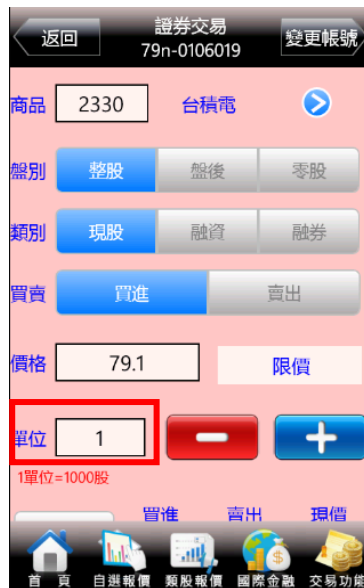 返回 證券交易 變更帳號
79n-0106019
商品 2330 台積電
盤別 整股 盤後 零股
類別 現股 融資 融券
買賣 買進 賣出
價格 79.1 限價
單位 1
1單位=1000股
買進 賣出 現價
首 頁 自選報價 類股報價 國際金融 交易功能